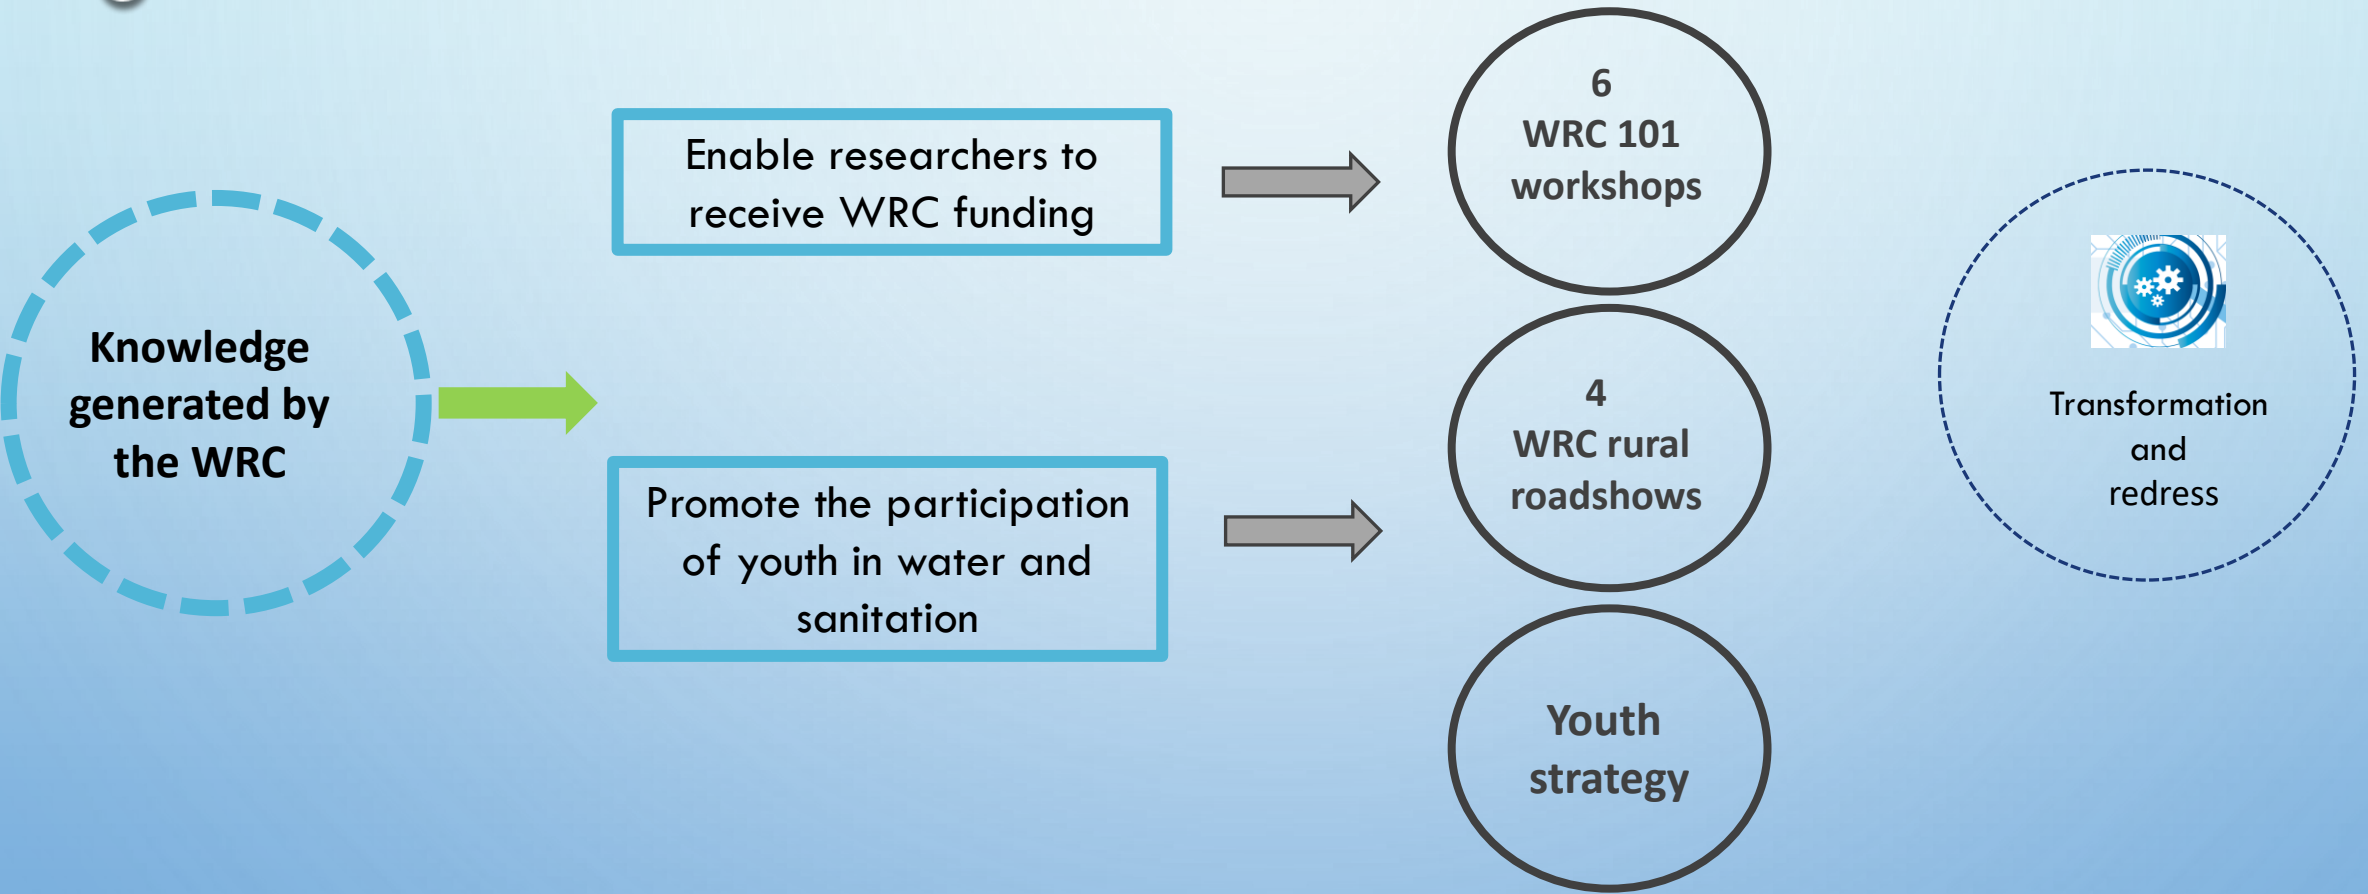 Knowledge
generated by
the WRC
Enable researchers to
receive WRC funding
Promote the participation
of youth in water and
sanitation
6
WRC 101
workshops
4
WRC rural
roadshows
Youth
strategy
Transformation
and
redress